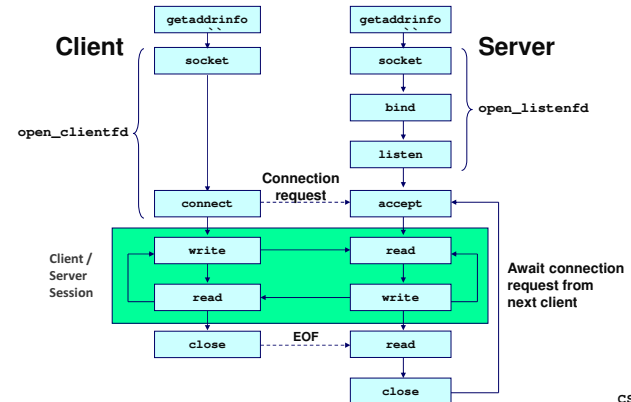 getaddrinfo
getaddrinfo
Client
Server
socket
socket
open_clientfd
bind
open_listenfd
listen
Connection
request
connect
accept
Client /
Server
Session
write
read
Await connection
request from
next client
read
write
close
EOF
read
close
CS